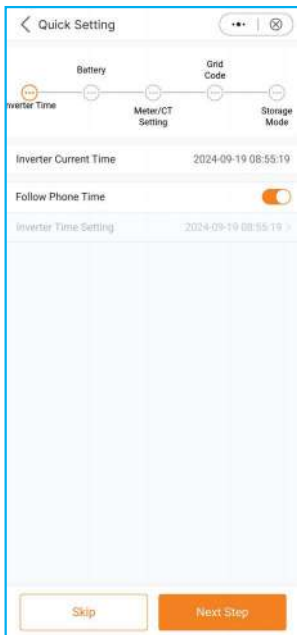 Quick Setting
Battery
Grid
Code
nverter Time
Meter/CT
Setting
Storage
Mode
Inverter Current Time 2024-09-19 08:55:19
Follow Phone Time
Inverter Time Setting 2024-09-19 08:55:19 >
Skip
Next Step